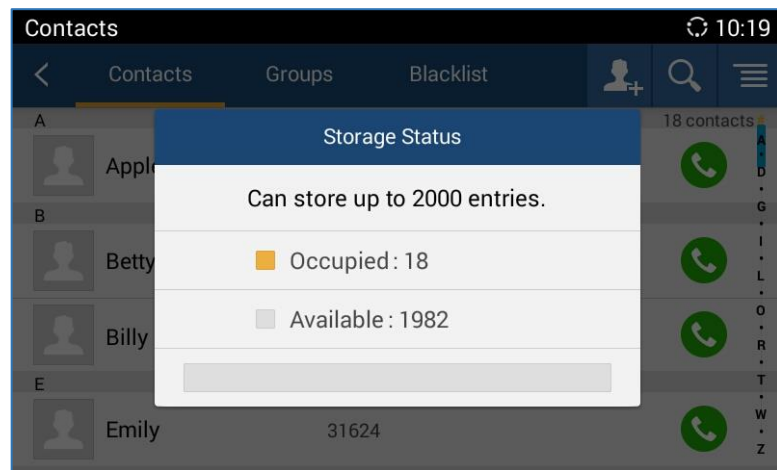 Contacts 10:19
Contacts Groups Blacklist
A 18 contacts
Apple
Storage Status
Can store up to 2000 entries.
B
Betty
Occupied: 18
Billy
Available: 1982
E
Emily 31624
A
D
G
I
L
O
R
T
W
Z